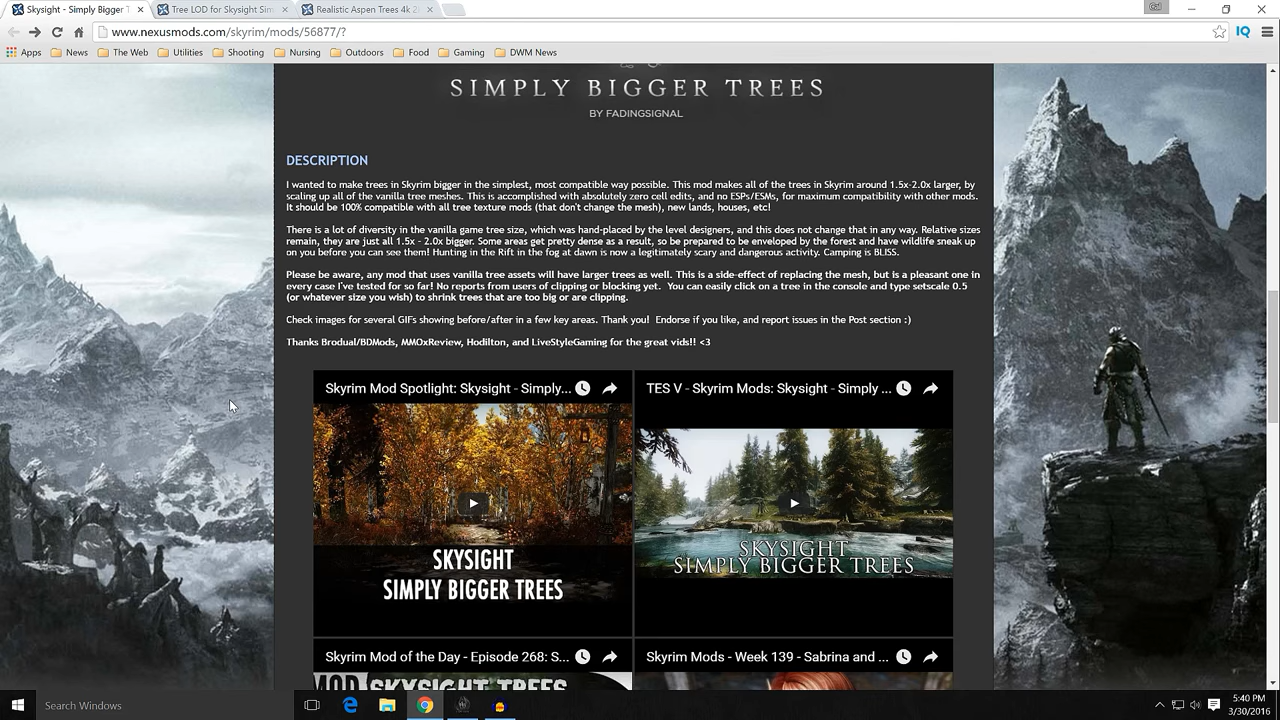 Skysight - Simply Bigger T
Tree LOD for Skysight Sim
Realistic Aspen Trees 4k 2
www.nexusmods.com/skyrim/mods/56877/?
IQ
Apps News The Web Utilities Shooting Nursing Outdoors Food Gaming DWM News
SIMPLY BIGGER TREES
BY FADINGSIGNAL
DESCRIPTION
I wanted to make trees in Skyrim bigger in the simplest, most compatible way possible. This mod makes all of the trees in Skyrim around 1.5x-2.0x larger, by
scaling up all of the vanilla tree meshes. This is accomplished with absolutely zero cell edits, and no ESPs/ESMs, for maximum compatibility with other mods.
It should be 100% compatible with all tree texture mods (that don't change the mesh), new lands, houses, etc!
There is a lot of diversity in the vanilla game tree size, which was hand-placed by the level designers, and this does not change that in any way. Relative sizes
remain, they are just all 1.5x - 2.0x bigger. Some areas get pretty dense as a result, so be prepared to be enveloped by the forest and have wildlife sneak up
on you before you can see them! Hunting in the Rift in the fog at dawn is now a legitimately scary and dangerous activity. Camping is BLISS.
Please be aware, any mod that uses vanilla tree assets will have larger trees as well. This is a side-effect of replacing the mesh, but is a pleasant one in
every case I've tested for so far! No reports from users of clipping or blocking yet. You can easily click on a tree in the console and type setscale 0.5
(or whatever size you wish) to shrink trees that are too big or are clipping.
Check images for several GIFs showing before/after in a few key areas. Thank you! Endorse if you like, and report issues in the Post section :)
Thanks Brodual/BDMods, MMOxReview, Hodilton, and LiveStyleGaming for the great vids!! <3
Skyrim Mod Spotlight: Skysight - Simply...
TES V - Skyrim Mods: Skysight - Simply ...
SKYSIGHT
SIMPLY BIGGER TREES
SKYSIGHT
SIMPLY BIGGER TREES
Skyrim Mod of the Day - Episode 268: S...
Skyrim Mods - Week 139 - Sabrina and ...
MOD SKYSIGHT TREES
Search Windows
5:40 PM
3/30/2016